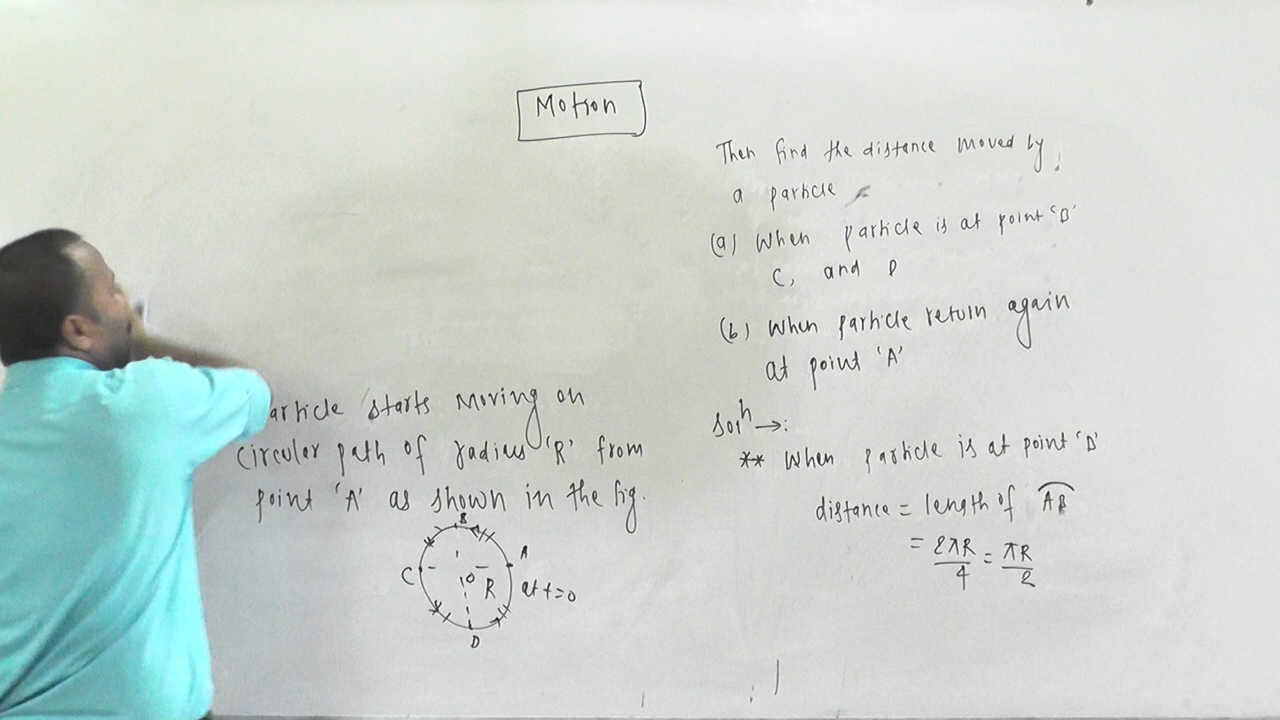 Motion
article starts moving on
circular path of radius 'R' from
point 'A' as shown in the fig.
B
A
C
O
R
at t=0
D
Then find the distance moved by
a particle
(a) When particle is at point 'B'
C, and D
(b) When particle return again
at point 'A'
Solⁿ →:
** When particle is at point 'B'
distance = length of AB
= 2πR/4 = πR/2